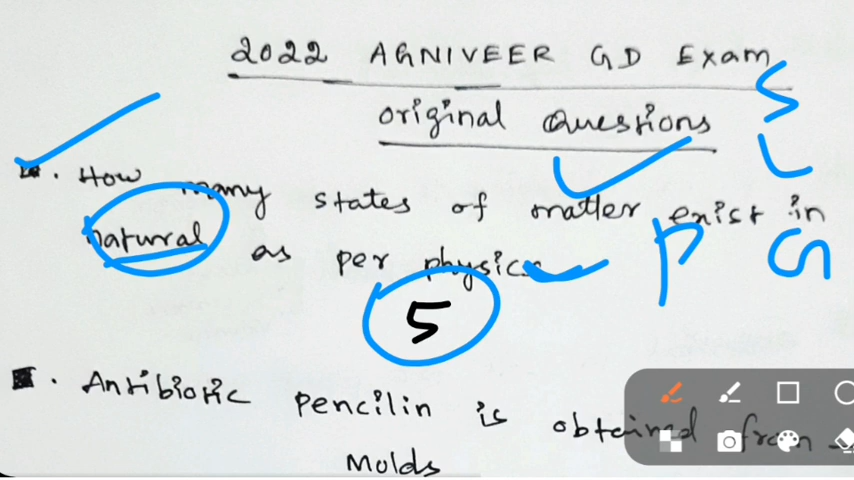 2022 AGNIVEER GD Exam
original Questions
S
. How many states of matter exist in
L
natural as per physics
P G
5
. Antibiotic pencilin is obtained from
Molds